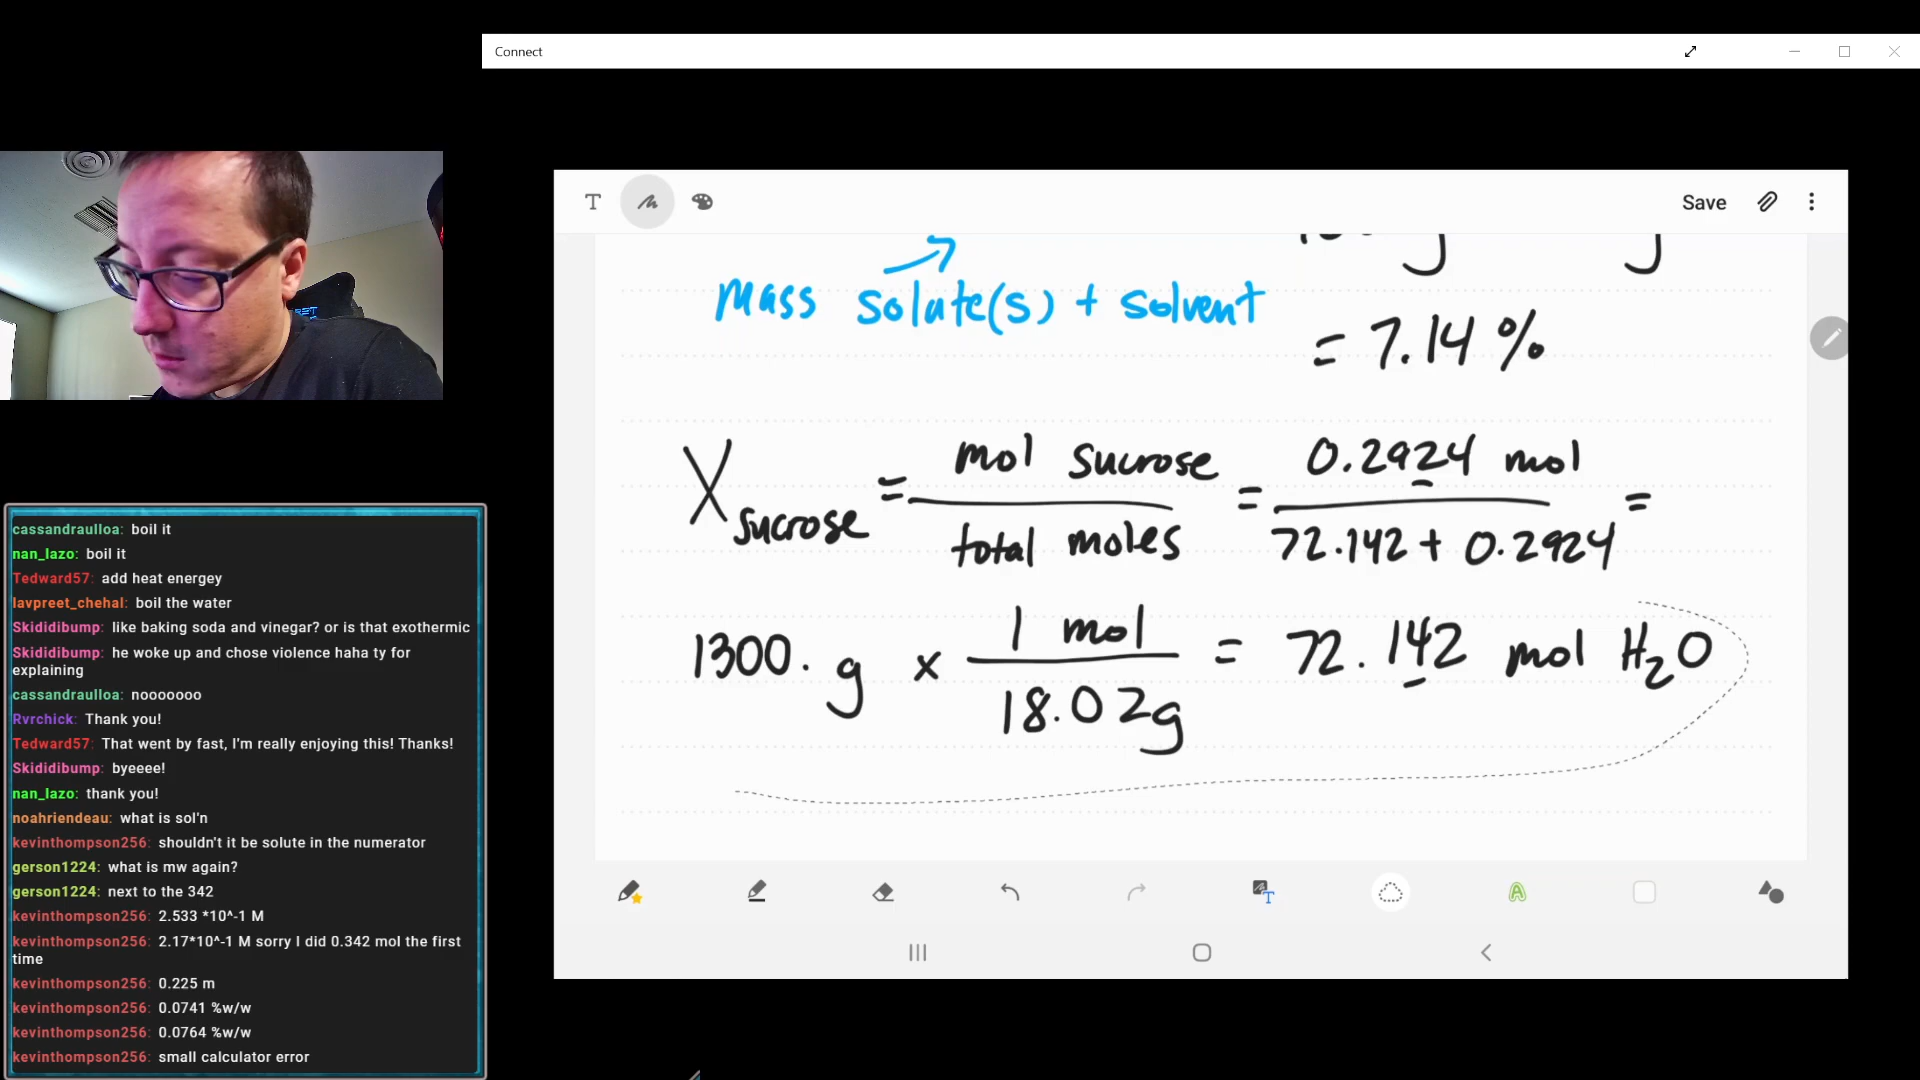 Connect
T
Save
mass solute(s) + solvent
= 7.14 %
X sucrose = mol sucrose / total moles = 0.2924 mol / 72.142 + 0.2924 =
1300. g x 1 mol / 18.02g = 72.142 mol H₂O
T
A
cassandraulloa: boil it
nan_lazo: boil it
Tedward57: add heat energey
lavpreet_chehal: boil the water
Skididibump: like baking soda and vinegar? or is that exothermic
Skididibump: he woke up and chose violence haha ty for
explaining
cassandraulloa: nooooooo
Rvrchick: Thank you!
Tedward57: That went by fast, I'm really enjoying this! Thanks!
Skididibump: byeeee!
nan_lazo: thank you!
noahriendeau: what is sol'n
kevinthompson256: shouldn't it be solute in the numerator
gerson1224: what is mw again?
gerson1224: next to the 342
kevinthompson256: 2.533 *10^-1 M
kevinthompson256: 2.17*10^-1 M sorry I did 0.342 mol the first
time
kevinthompson256: 0.225 m
kevinthompson256: 0.0741 %w/w
kevinthompson256: 0.0764 %w/w
kevinthompson256: small calculator error